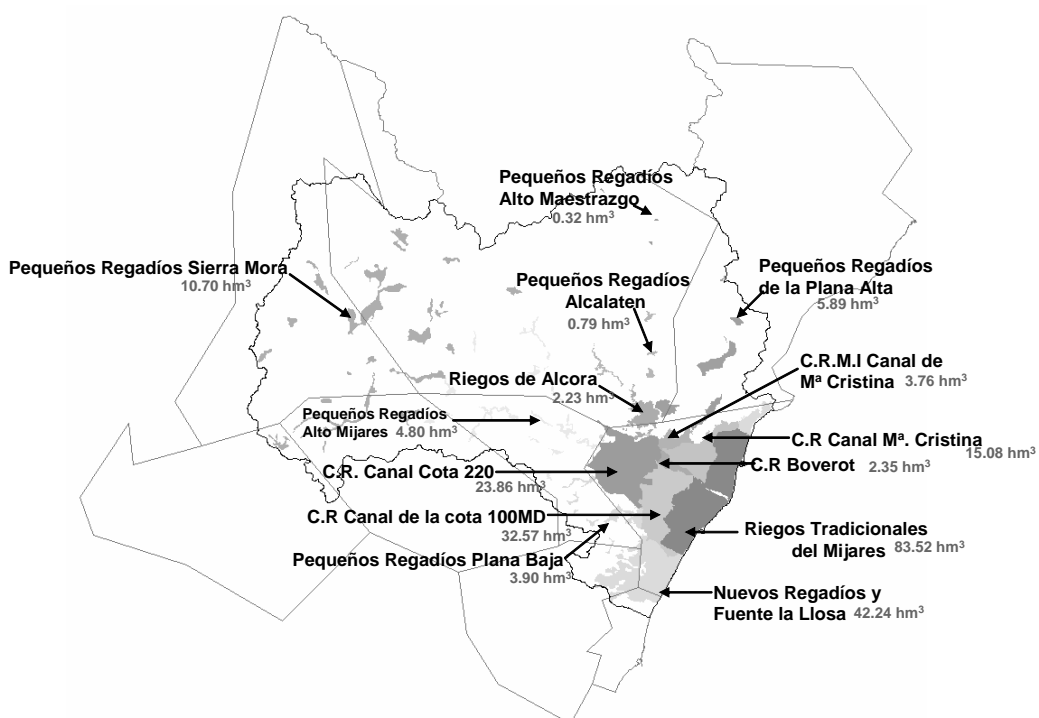 Pequeños Regadíos
Alto Maestrazgo
0.32 hm³
Pequeños Regadíos Sierra Mora
10.70 hm³
Pequeños Regadíos
Alcalaten
0.79 hm³
Pequeños Regadíos
de la Plana Alta
5.89 hm³
C.R.M.I Canal de
Mª Cristina 3.76 hm³
Riegos de Alcora
2.23 hm³
Pequeños Regadíos
Alto Mijares 4.80 hm³
C.R Canal Mª. Cristina
15.08 hm³
C.R. Canal Cota 220
23.86 hm³
C.R Boverot 2.35 hm³
C.R Canal de la cota 100MD
32.57 hm³
Riegos Tradicionales
del Mijares 83.52 hm³
Pequeños Regadíos Plana Baja
3.90 hm³
Nuevos Regadíos y
Fuente la Llosa 42.24 hm³